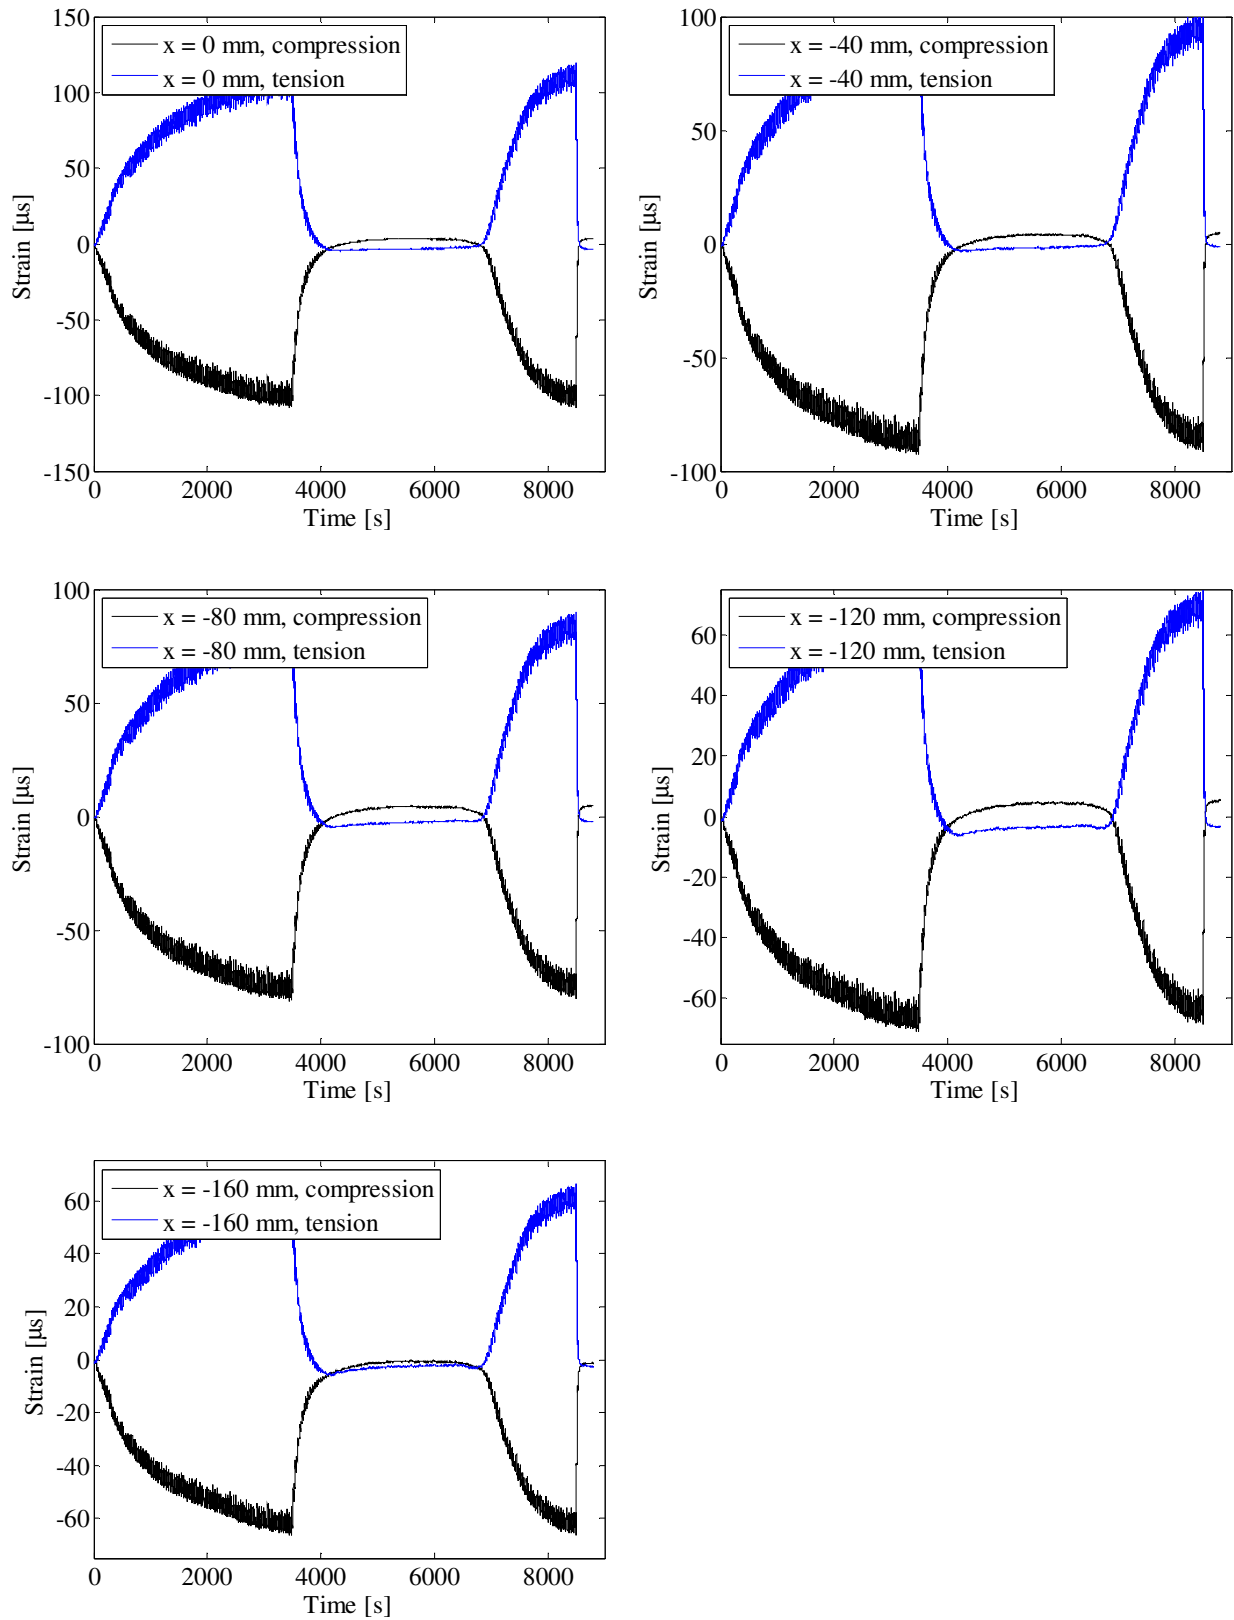 150
x = 0 mm, compression
x = 0 mm, tension
100
50
0
-50
-100
-150
Strain [µs]
0 2000 4000 6000 8000
Time [s]
100
x = -40 mm, compression
x = -40 mm, tension
50
0
-50
-100
Strain [µs]
0 2000 4000 6000 8000
Time [s]
100
x = -80 mm, compression
x = -80 mm, tension
50
0
-50
-100
Strain [µs]
0 2000 4000 6000 8000
Time [s]
x = -120 mm, compression
x = -120 mm, tension
60
40
20
0
-20
-40
-60
Strain [µs]
0 2000 4000 6000 8000
Time [s]
x = -160 mm, compression
x = -160 mm, tension
60
40
20
0
-20
-40
-60
Strain [µs]
0 2000 4000 6000 8000
Time [s]